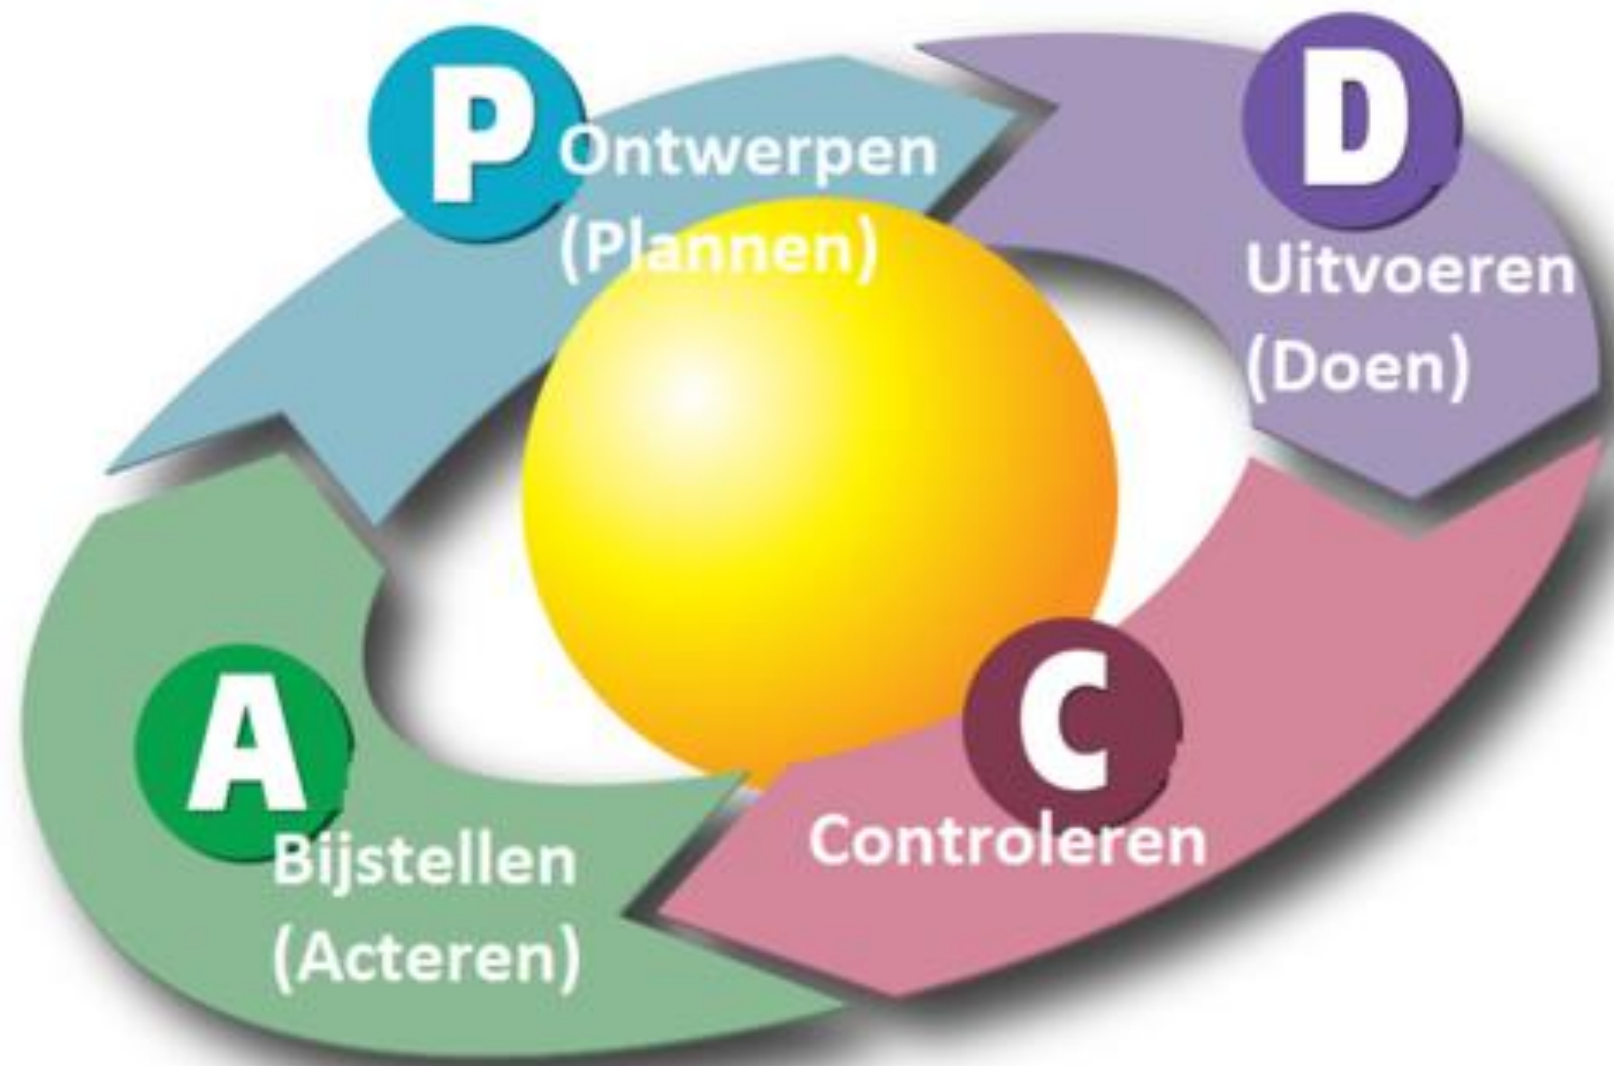 P
Ontwerpen
(Plannen)
D
Uitvoeren
(Doen)
C
Controleren
A
Bijstellen
(Acteren)